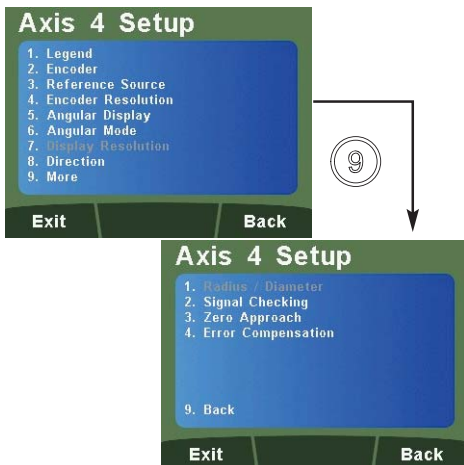 Axis 4 Setup
1. Legend
2. Encoder
3. Reference Source
4. Encoder Resolution
5. Angular Display
6. Angular Mode
7. Display Resolution
8. Direction
9. More
Exit Back
9
Axis 4 Setup
1. Radius / Diameter
2. Signal Checking
3. Zero Approach
4. Error Compensation
9. Back
Exit Back